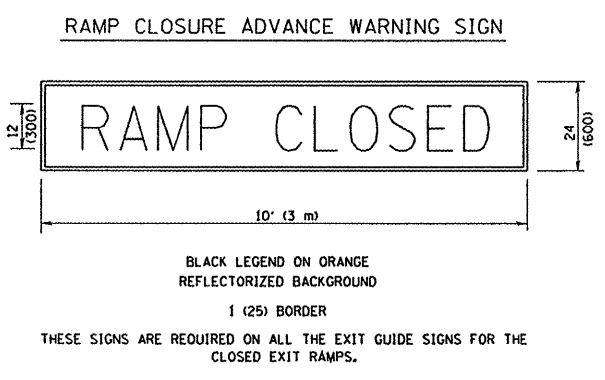 RAMP CLOSURE ADVANCE WARNING SIGN
RAMP CLOSED
12
(300)
24
(600)
10' (3 m)
BLACK LEGEND ON ORANGE
REFLECTORIZED BACKGROUND
1 (25) BORDER
THESE SIGNS ARE REQUIRED ON ALL THE EXIT GUIDE SIGNS FOR THE
CLOSED EXIT RAMPS.